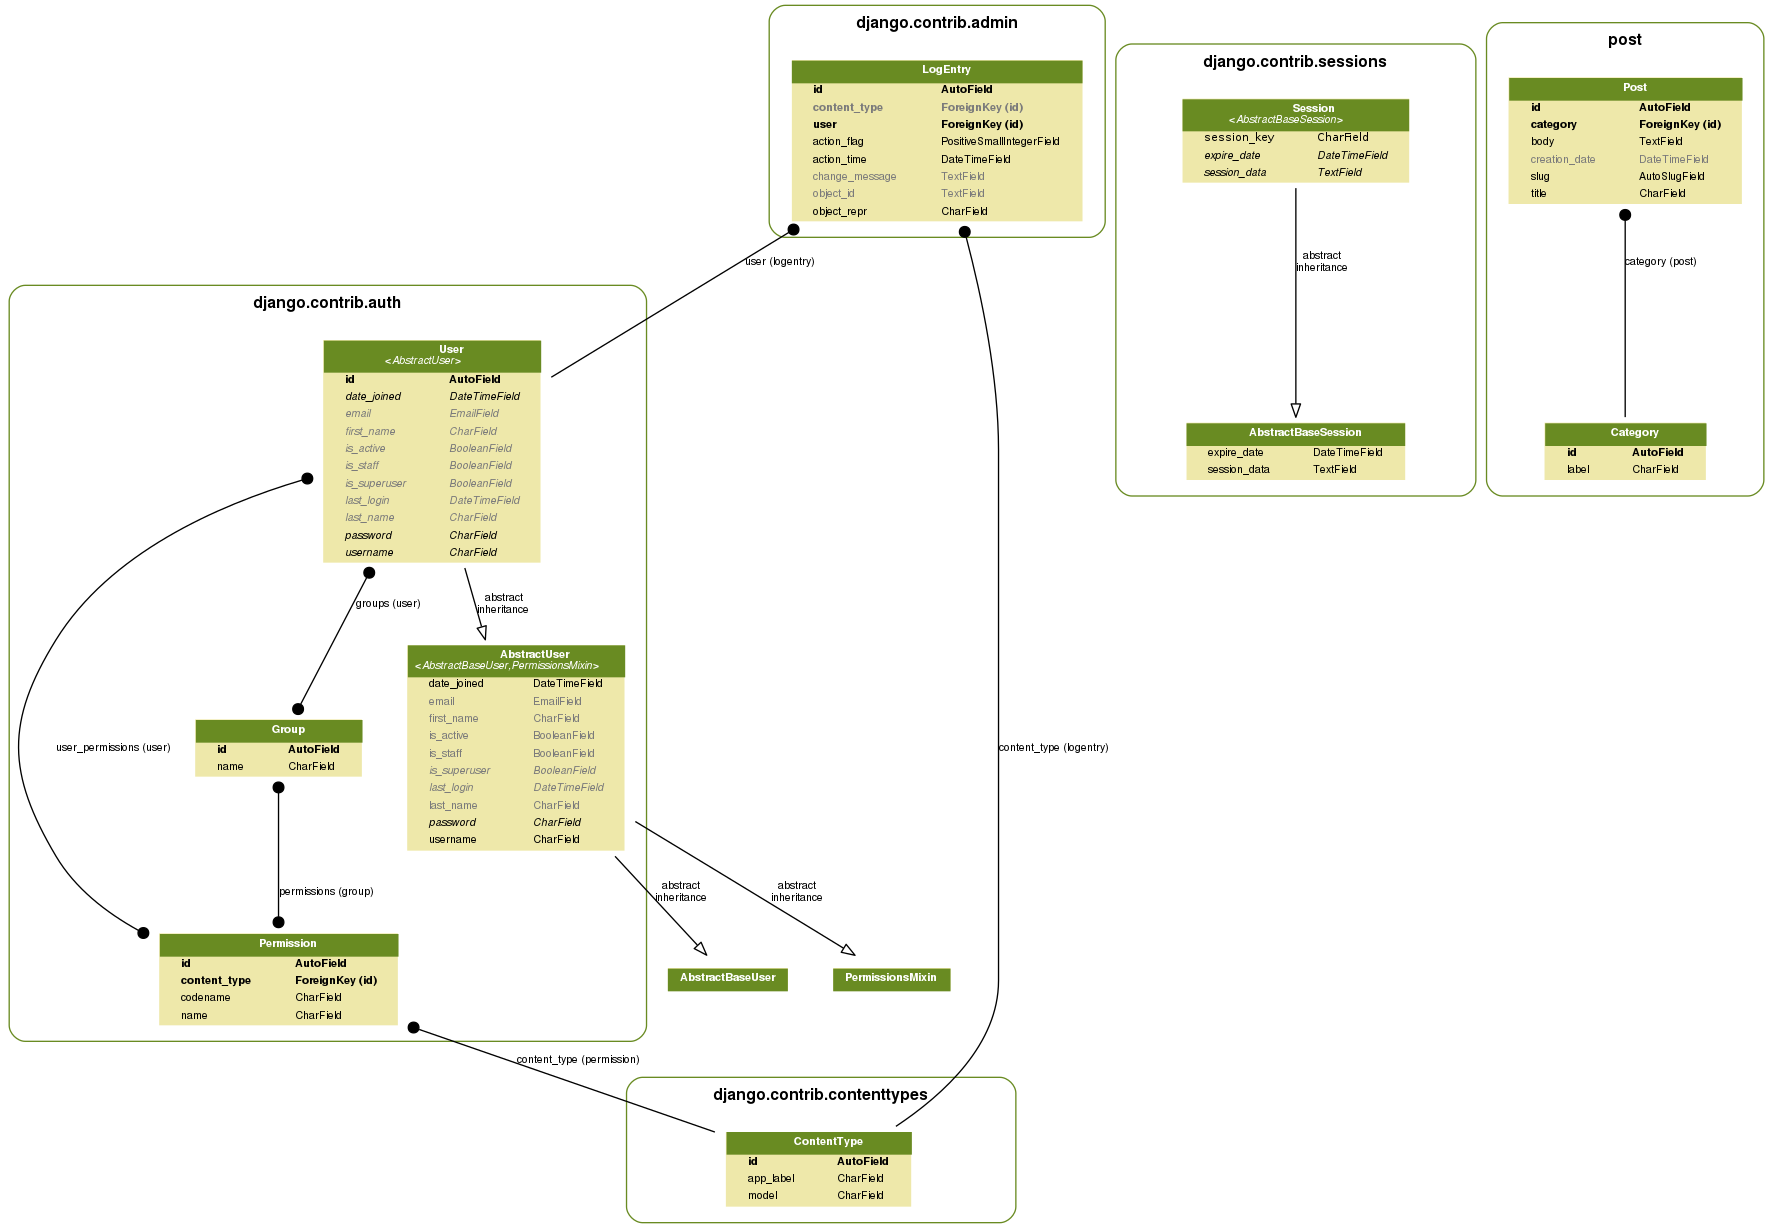 django.contrib.admin
LogEntry
id AutoField
content_type ForeignKey (id)
user ForeignKey (id)
action_flag PositiveSmallIntegerField
action_time DateTimeField
change_message TextField
object_id TextField
object_repr CharField
django.contrib.sessions
Session
<AbstractBaseSession>
session_key CharField
expire_date DateTimeField
session_data TextField
abstract
inheritance
AbstractBaseSession
expire_date DateTimeField
session_data TextField
post
Post
id AutoField
category ForeignKey (id)
body TextField
creation_date DateTimeField
slug AutoSlugField
title CharField
category (post)
Category
id AutoField
label CharField
user (logentry)
django.contrib.auth
User
<AbstractUser>
id AutoField
date_joined DateTimeField
email EmailField
first_name CharField
is_active BooleanField
is_staff BooleanField
is_superuser BooleanField
last_login DateTimeField
last_name CharField
password CharField
username CharField
groups (user)
abstract
inheritance
AbstractUser
<AbstractBaseUser,PermissionsMixin>
date_joined DateTimeField
email EmailField
first_name CharField
is_active BooleanField
is_staff BooleanField
is_superuser BooleanField
last_login DateTimeField
last_name CharField
password CharField
username CharField
Group
id AutoField
name CharField
user_permissions (user)
content_type (logentry)
permissions (group)
abstract
inheritance
abstract
inheritance
Permission
id AutoField
content_type ForeignKey (id)
codename CharField
name CharField
AbstractBaseUser
PermissionsMixin
content_type (permission)
django.contrib.contenttypes
ContentType
id AutoField
app_label CharField
model CharField